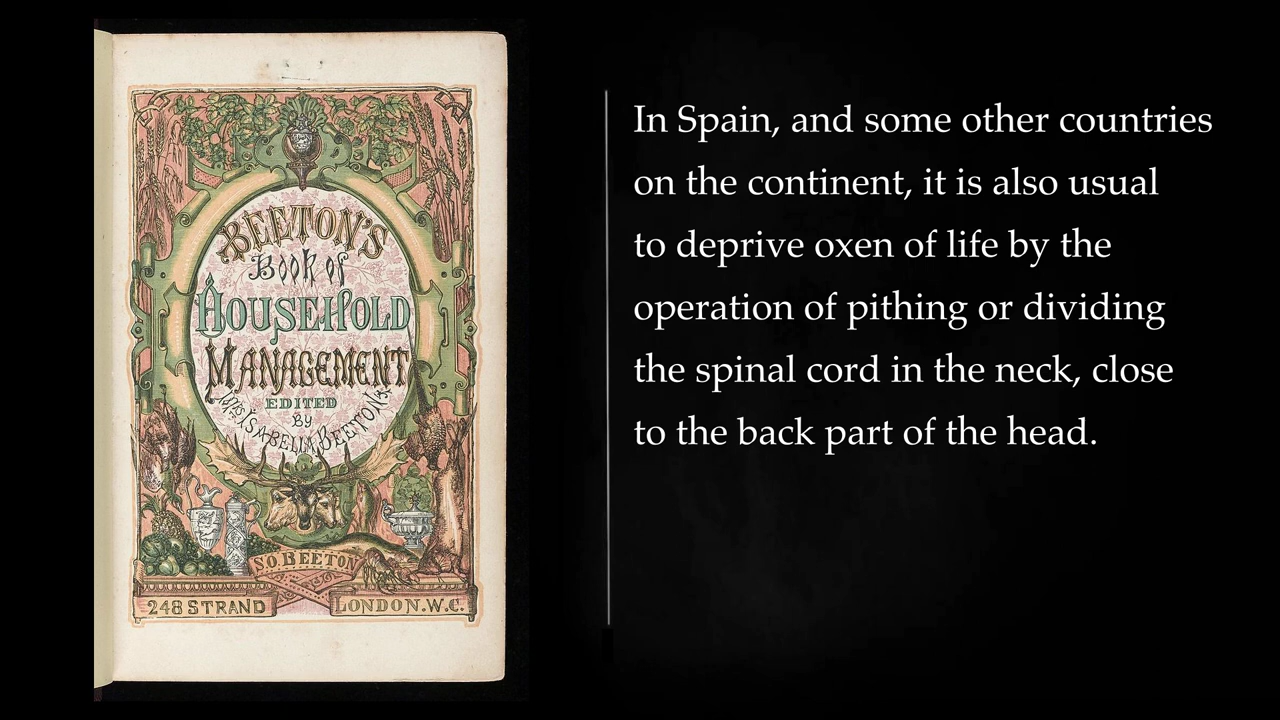 BEETON'S
Book of
HOUSEHOLD
MANAGEMENT
EDITED
By
MRS ISABELLA BEETON.
S.O.BEETON
248 STRAND
LONDON.W.C.
In Spain, and some other countries
on the continent, it is also usual
to deprive oxen of life by the
operation of pithing or dividing
the spinal cord in the neck, close
to the back part of the head.